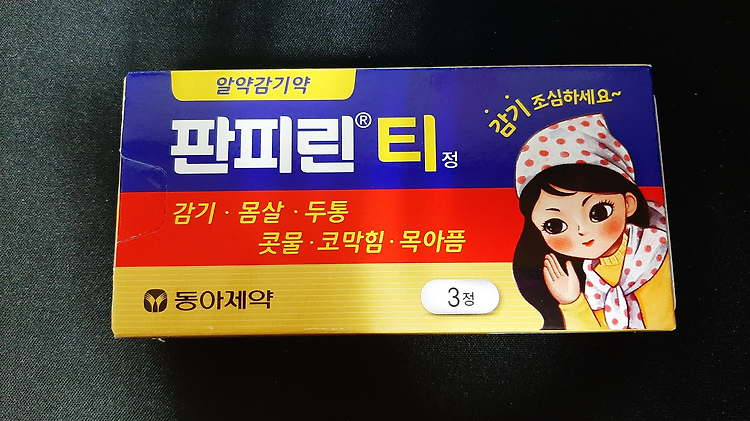 알약감기약
판피린® 티정
감기 조심하세요~
감기 · 몸살 · 두통
콧물 · 코막힘 · 목아픔
동아제약
3정